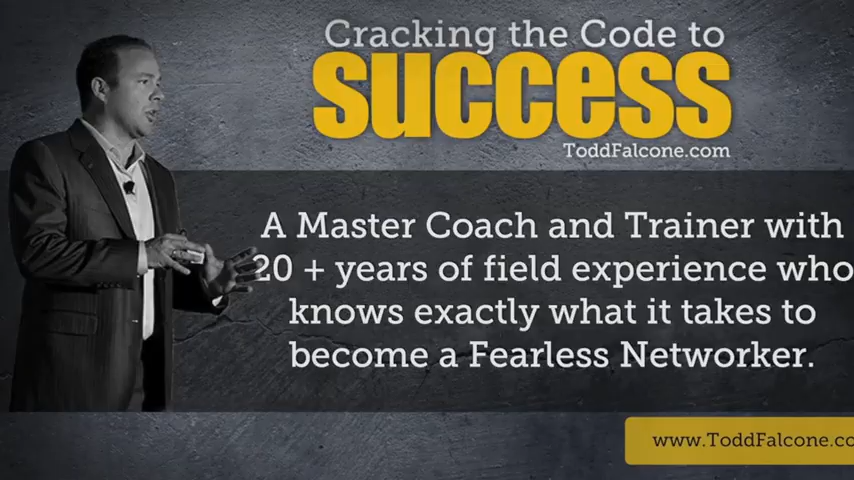 Cracking the Code to
success
ToddFalcone.com
A Master Coach and Trainer with
20 + years of field experience who
knows exactly what it takes to
become a Fearless Networker.
www.ToddFalcone.co